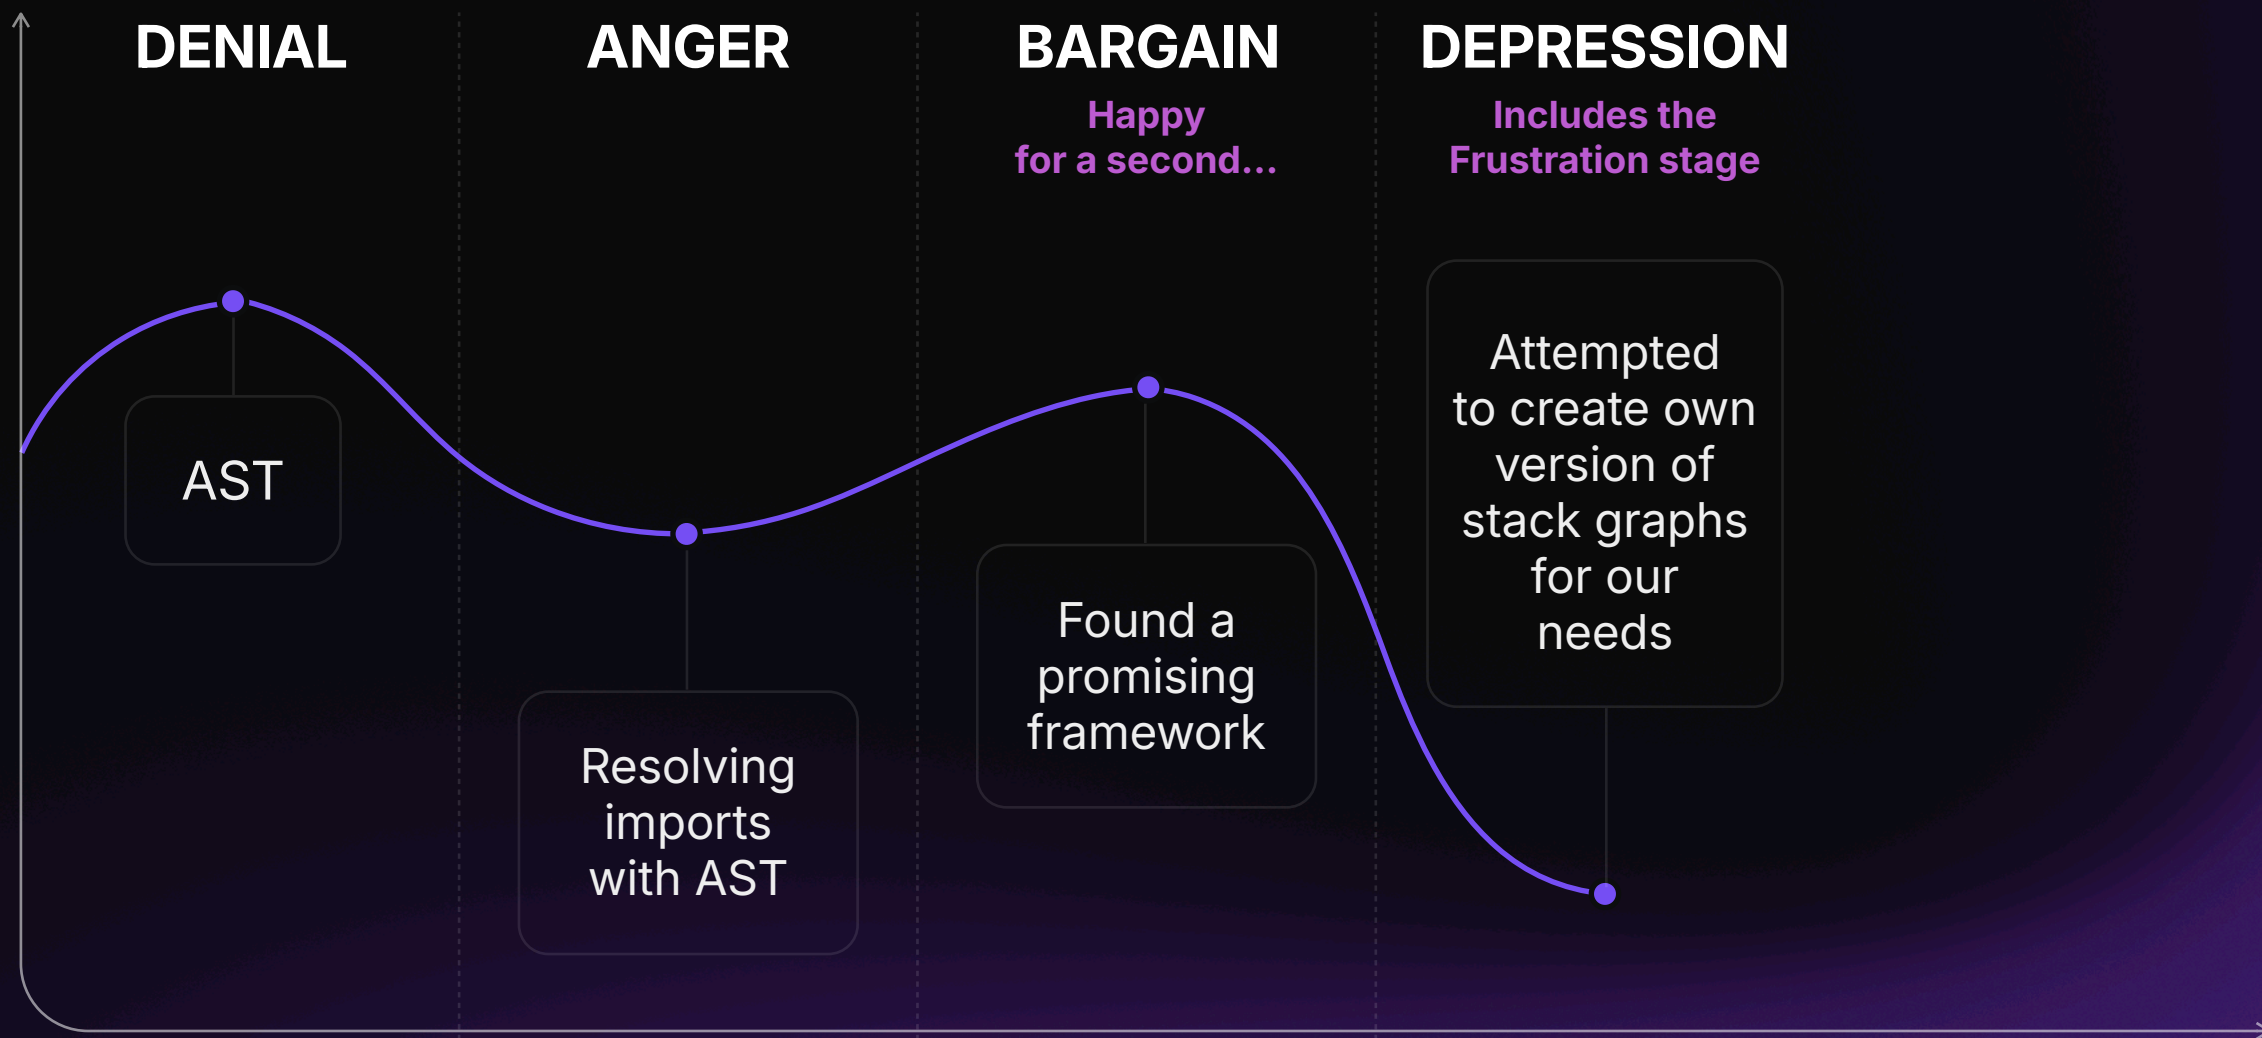 DENIAL
ANGER
BARGAIN
DEPRESSION
Happy
for a second...
Includes the
Frustration stage
AST
Resolving
imports
with AST
Found a
promising
framework
Attempted
to create own
version of
stack graphs
for our
needs